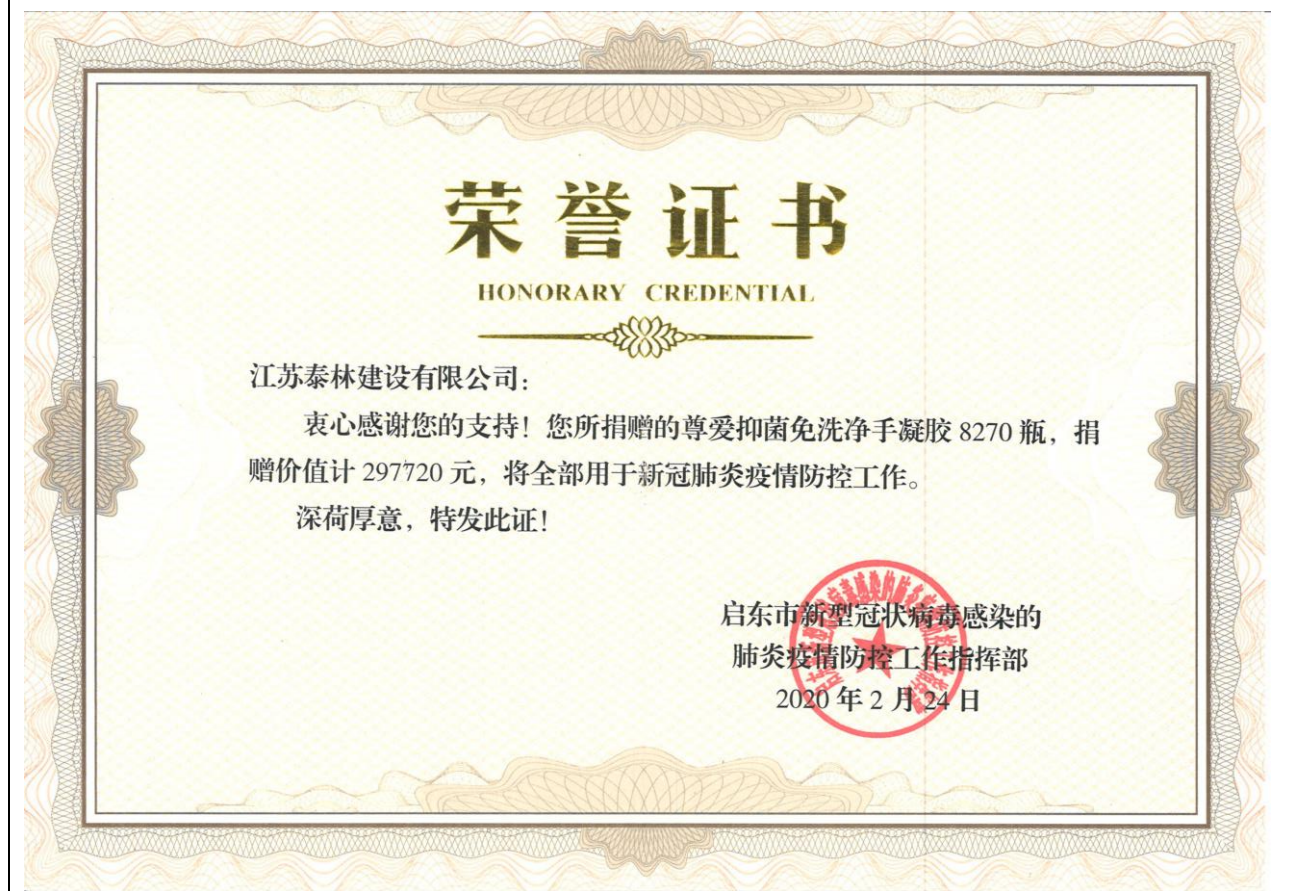 荣誉证书
HONORARY CREDENTIAL
江苏泰林建设有限公司：
衷心感谢您的支持！您所捐赠的尊爱抑菌免洗净手凝胶 8270 瓶，捐
赠价值计 297720 元，将全部用于新冠肺炎疫情防控工作。
深荷厚意，特发此证！
启东市新型冠状病毒感染的
肺炎疫情防控工作指挥部
2020 年 2 月 24 日